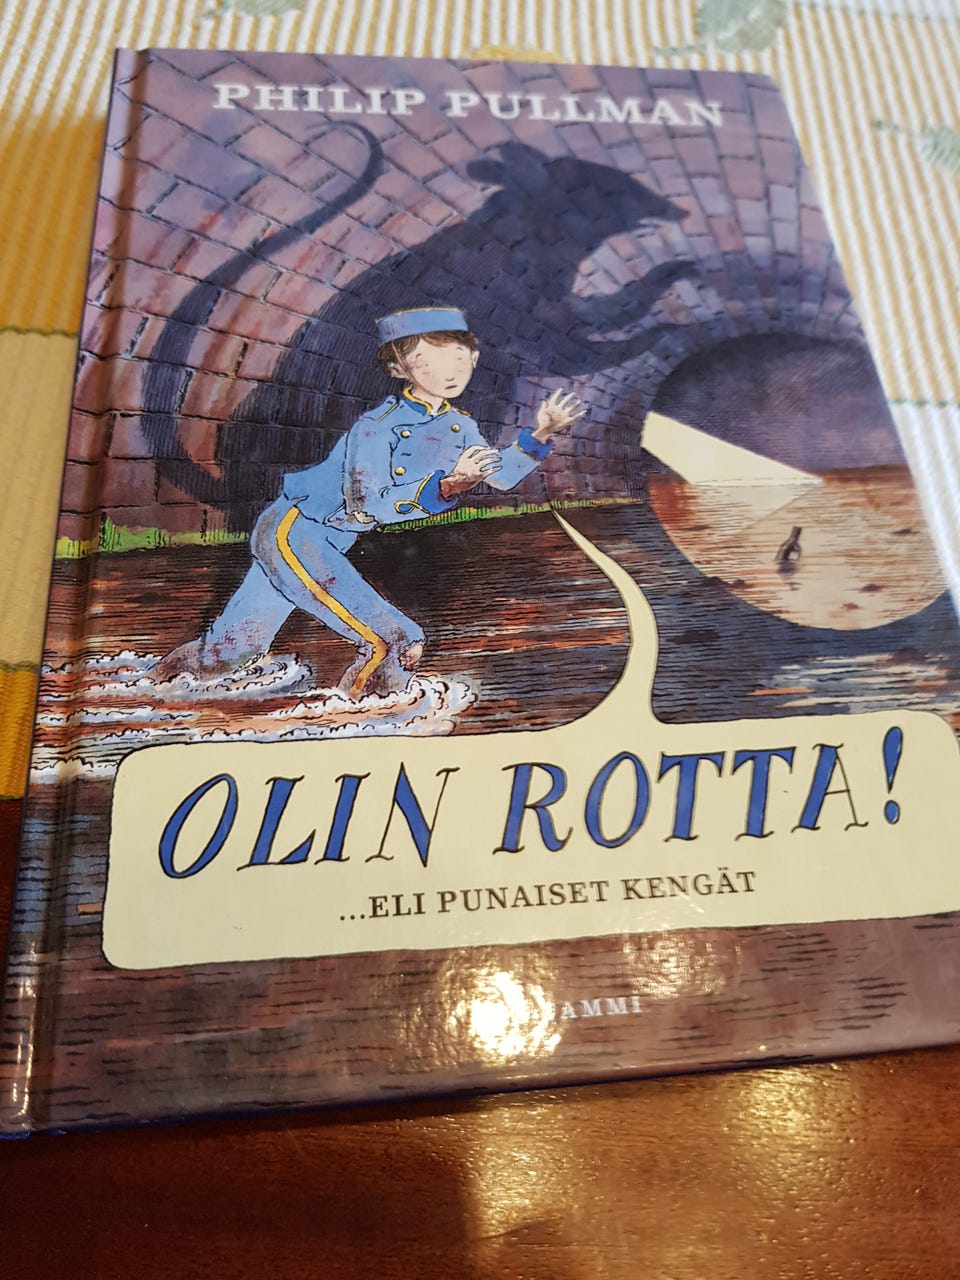 PHILIP PULLMAN
OLIN ROTTA!
...ELI PUNAISET KENGÄT